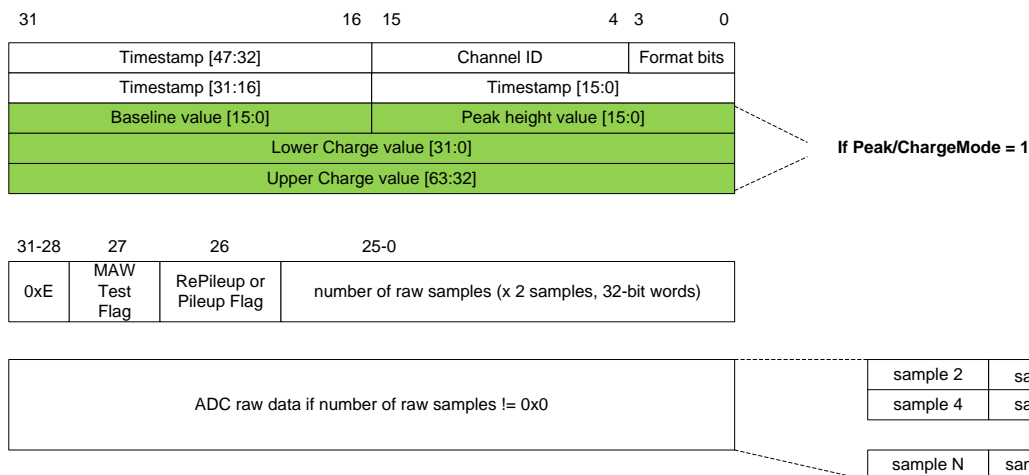 31 16 15 4 3 0
Timestamp [47:32] Channel ID Format bits
Timestamp [31:16] Timestamp [15:0]
Baseline value [15:0] Peak height value [15:0]
Lower Charge value [31:0] If Peak/ChargeMode = 1
Upper Charge value [63:32]
31-28 27 26 25-0
0xE MAW Test Flag RePileup or Pileup Flag number of raw samples (x 2 samples, 32-bit words)
ADC raw data if number of raw samples != 0x0
sample 2
sample 4
sample N